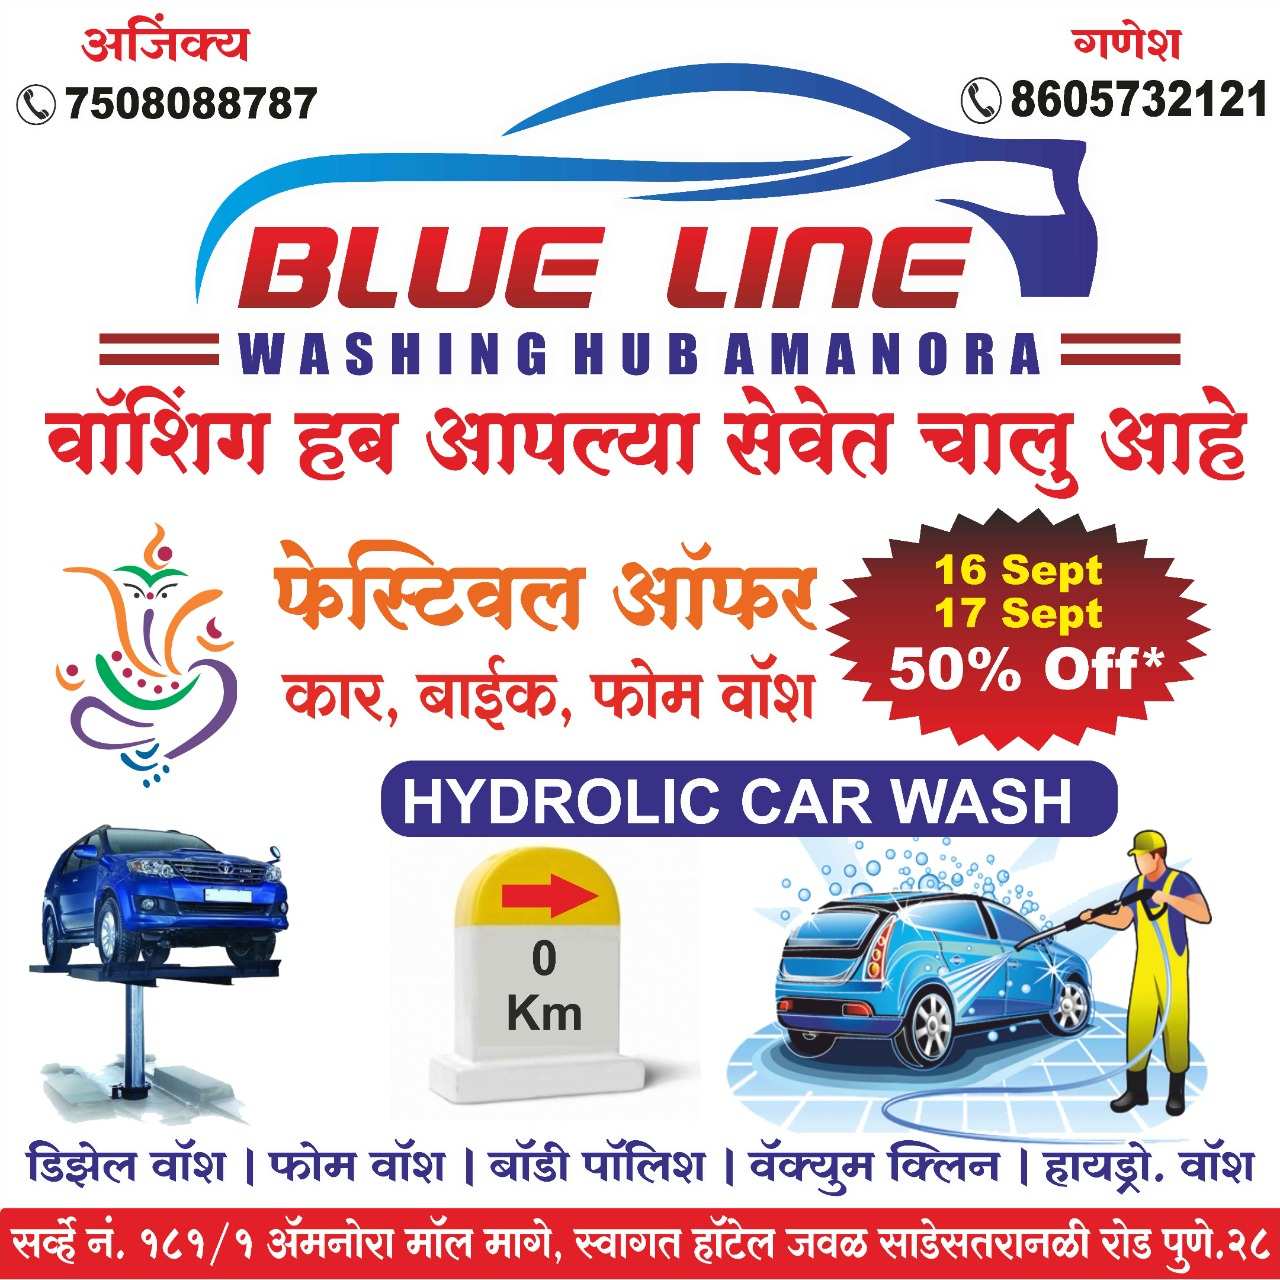 अजिंक्य
7508088787
गणेश
8605732121
BLUE LINE
WASHING HUB AMANORA
वॉशिंग हब आपल्या सेवेत चालु आहे
फेस्टिवल ऑफर
कार, बाईक, फोम वॉश
16 Sept
17 Sept
50% Off*
HYDROLIC CAR WASH
0
Km
डिझेल वॉश | फोम वॉश | बॉडी पॉलिश | वॅक्युम क्लिन | हायड्रो. वॉश
सर्व्हे नं. १८१/१ ॲमनोरा मॉल मागे, स्वागत हॉटेल जवळ साडेसतरानळी रोड पुणे.२८